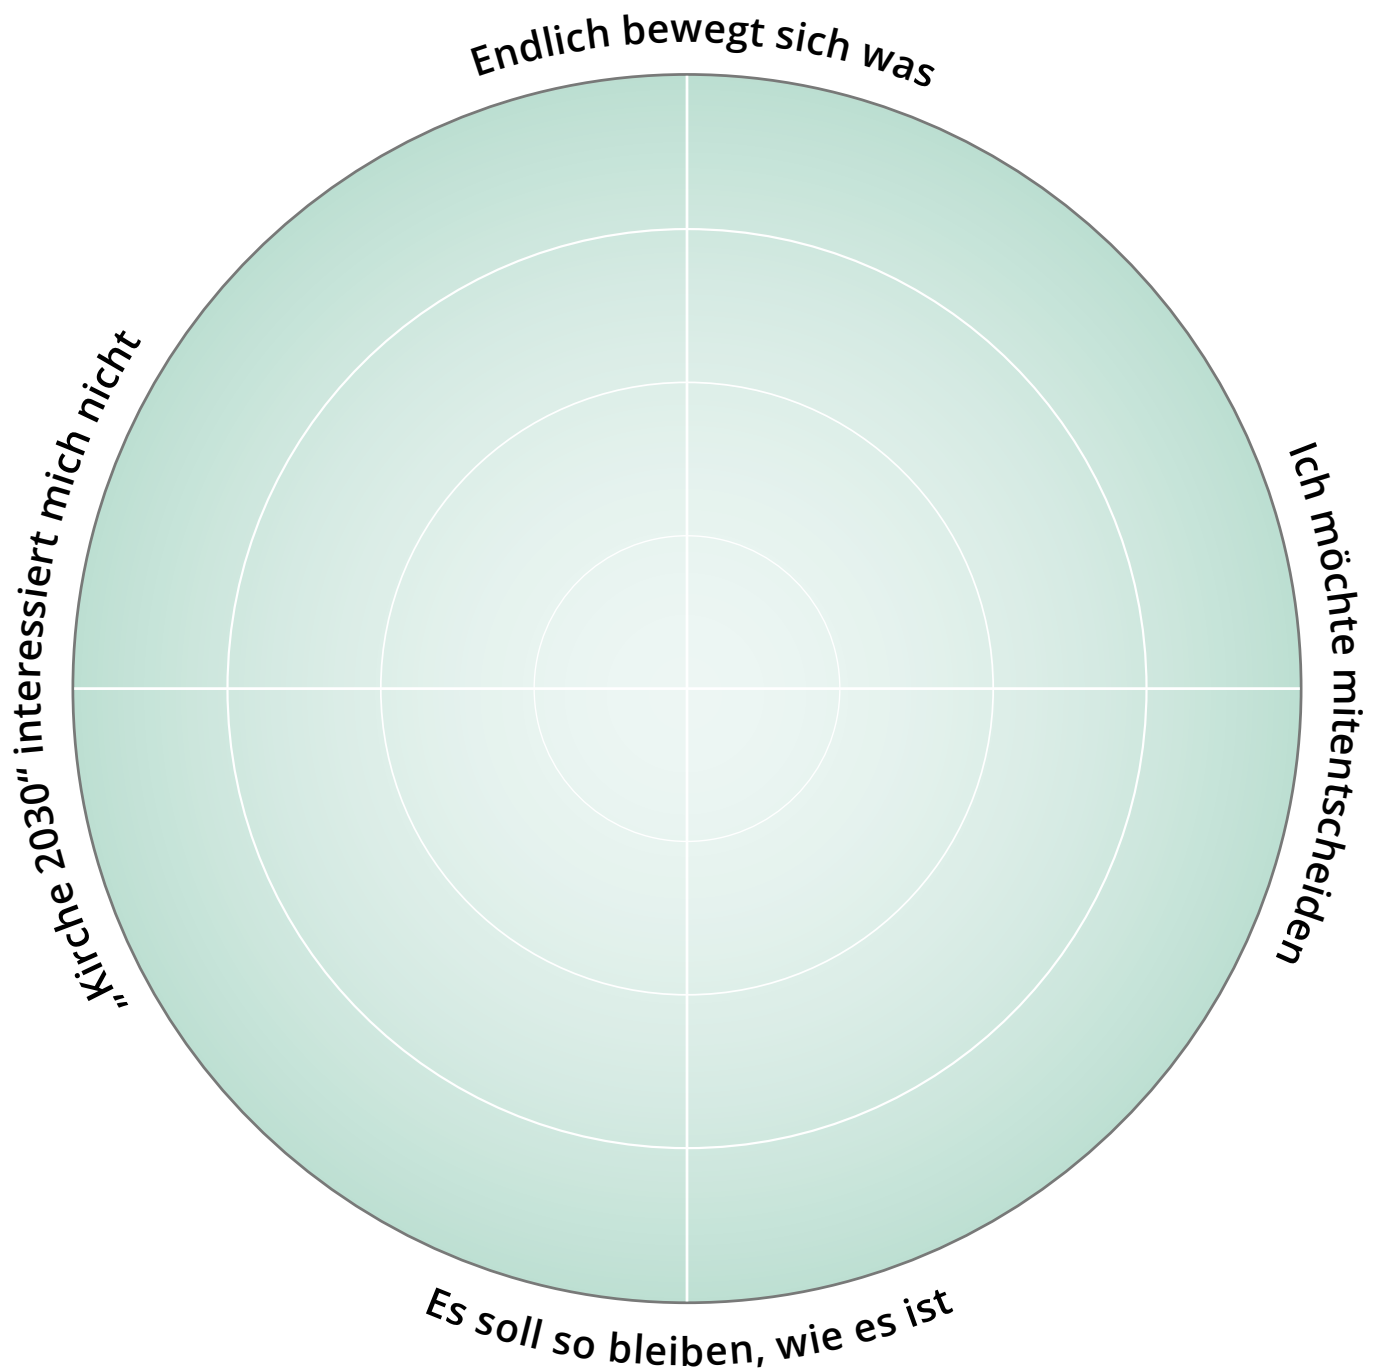 Endlich bewegt sich was
Ich möchte mitentscheiden
„Kirche 2030“ interessiert mich nicht
Es soll so bleiben, wie es ist